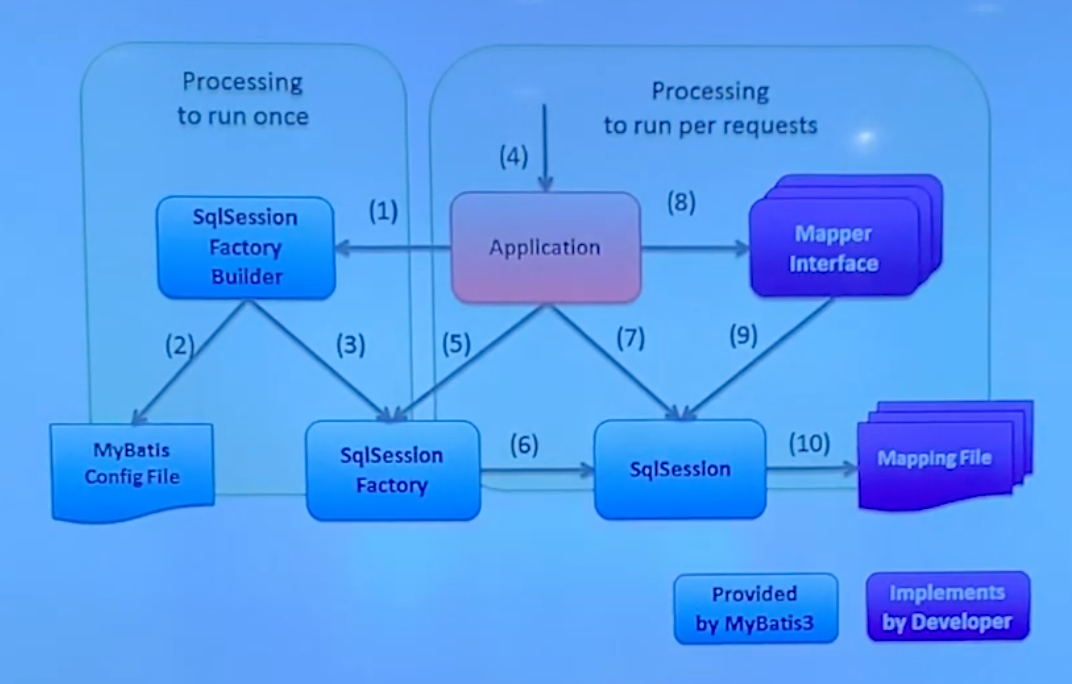 Processing
to run once
Processing
to run per requests
(4)
(1)
(8)
SqlSession
Factory
Builder
Application
Mapper
Interface
(2)
(3)
(5)
(7)
(9)
MyBatis
Config File
SqlSession
Factory
(6)
SqlSession
(10)
Mapping File
Provided
by MyBatis3
Implements
by Developer